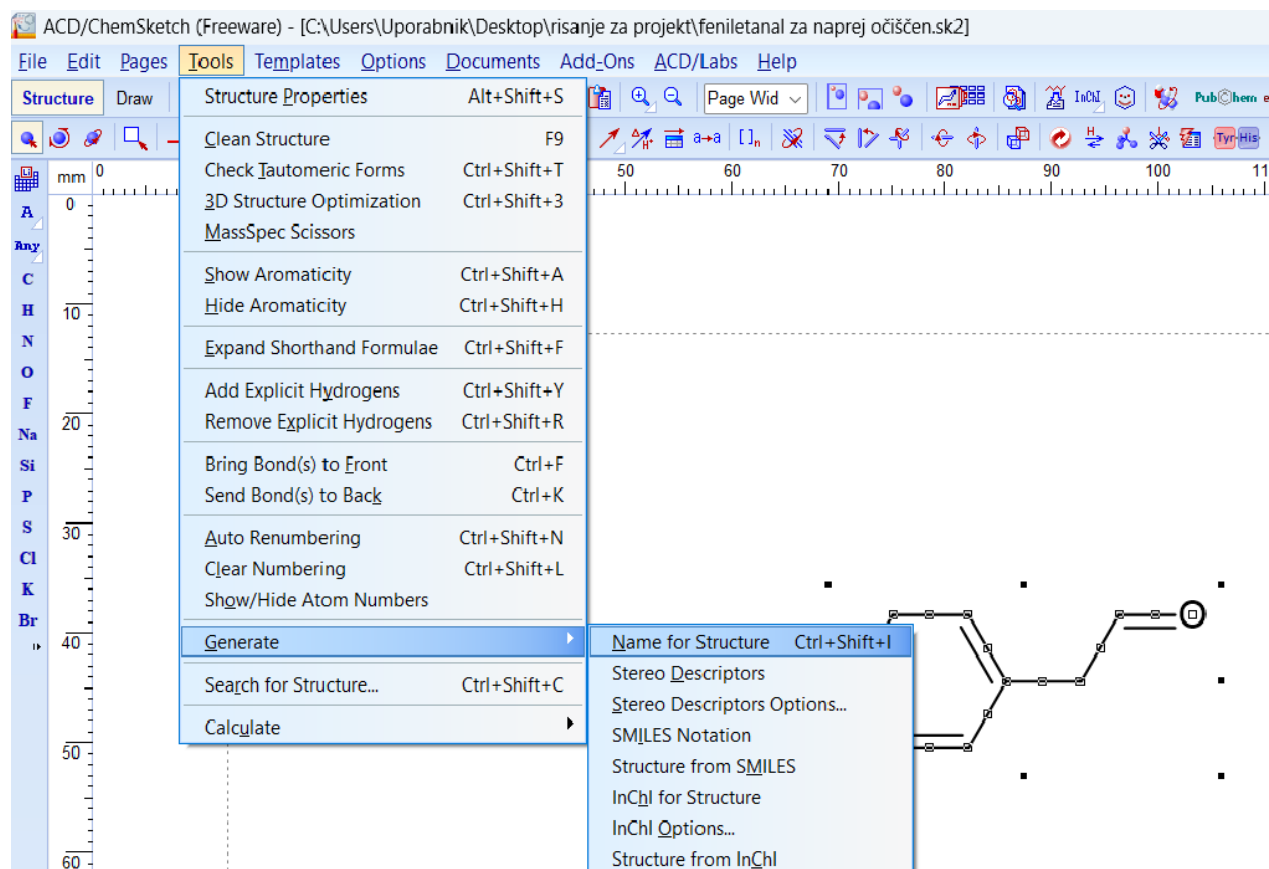 ACD/ChemSketch (Freeware) - [C:\Users\Uporabnik\Desktop\risanje za projekt\feniletanal za naprej očiščen.sk2]
File Edit Pages Tools Templates Options Documents Add-Ons ACD/Labs Help
Structure Draw Page Wid InChI PubChem e
a→a []n H Tyr His
mm 0 50 60 70 80 90 100 11
0
10
20
30
40
50
60
A
Any
C
H
N
O
F
Na
Si
P
S
Cl
K
Br
Structure Properties Alt+Shift+S
Clean Structure F9
Check Tautomeric Forms Ctrl+Shift+T
3D Structure Optimization Ctrl+Shift+3
MassSpec Scissors
Show Aromaticity Ctrl+Shift+A
Hide Aromaticity Ctrl+Shift+H
Expand Shorthand Formulae Ctrl+Shift+F
Add Explicit Hydrogens Ctrl+Shift+Y
Remove Explicit Hydrogens Ctrl+Shift+R
Bring Bond(s) to Front Ctrl+F
Send Bond(s) to Back Ctrl+K
Auto Renumbering Ctrl+Shift+N
Clear Numbering Ctrl+Shift+L
Show/Hide Atom Numbers
Generate
Search for Structure... Ctrl+Shift+C
Calculate
Name for Structure Ctrl+Shift+I
Stereo Descriptors
Stereo Descriptors Options...
SMILES Notation
Structure from SMILES
InChI for Structure
InChI Options...
Structure from InChI
O